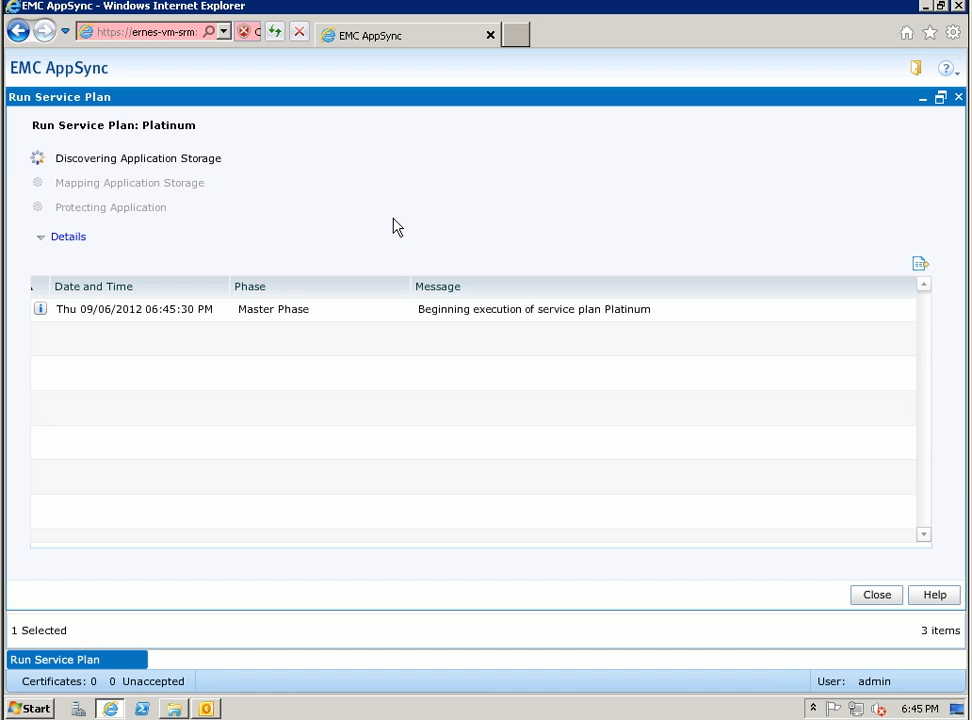 EMC AppSync - Windows Internet Explorer
https://ernes-vm-srm:
C
EMC AppSync
EMC AppSync
Run Service Plan
Run Service Plan: Platinum
Discovering Application Storage
Mapping Application Storage
Protecting Application
Details
Date and Time Phase Message
Thu 09/06/2012 06:45:30 PM Master Phase Beginning execution of service plan Platinum
Close Help
1 Selected 3 items
Run Service Plan
Certificates: 0 0 Unaccepted User: admin
Start 6:45 PM